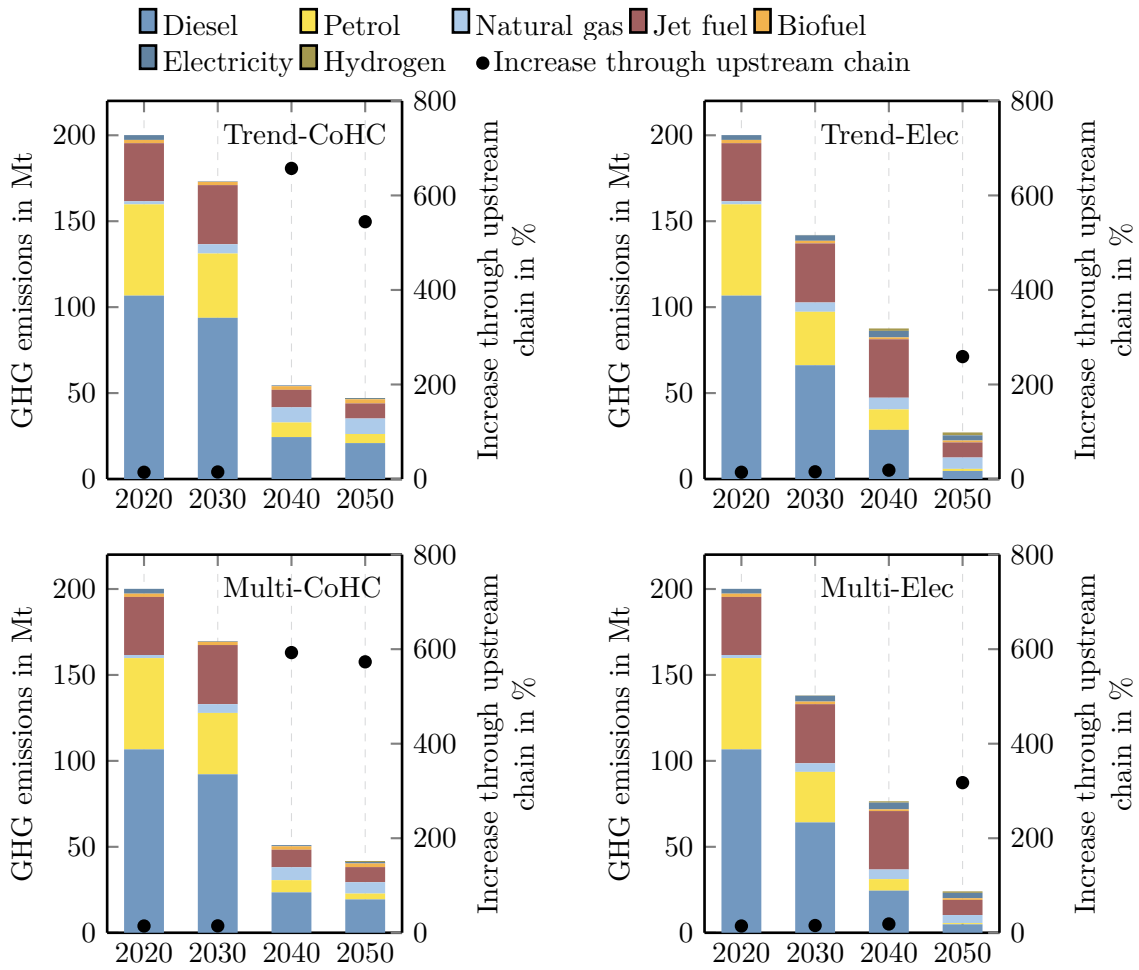 Diesel Petrol Natural gas Jet fuel Biofuel
Electricity Hydrogen Increase through upstream chain
Trend-CoHC
GHG emissions in Mt
0
50
100
150
200
2020 2030 2040 2050
0
200
400
600
800
Increase through upstream
chain in %
Trend-Elec
GHG emissions in Mt
0
50
100
150
200
2020 2030 2040 2050
0
200
400
600
800
Increase through upstream
chain in %
Multi-CoHC
GHG emissions in Mt
0
50
100
150
200
2020 2030 2040 2050
0
200
400
600
800
Increase through upstream
chain in %
Multi-Elec
GHG emissions in Mt
0
50
100
150
200
2020 2030 2040 2050
0
200
400
600
800
Increase through upstream
chain in %